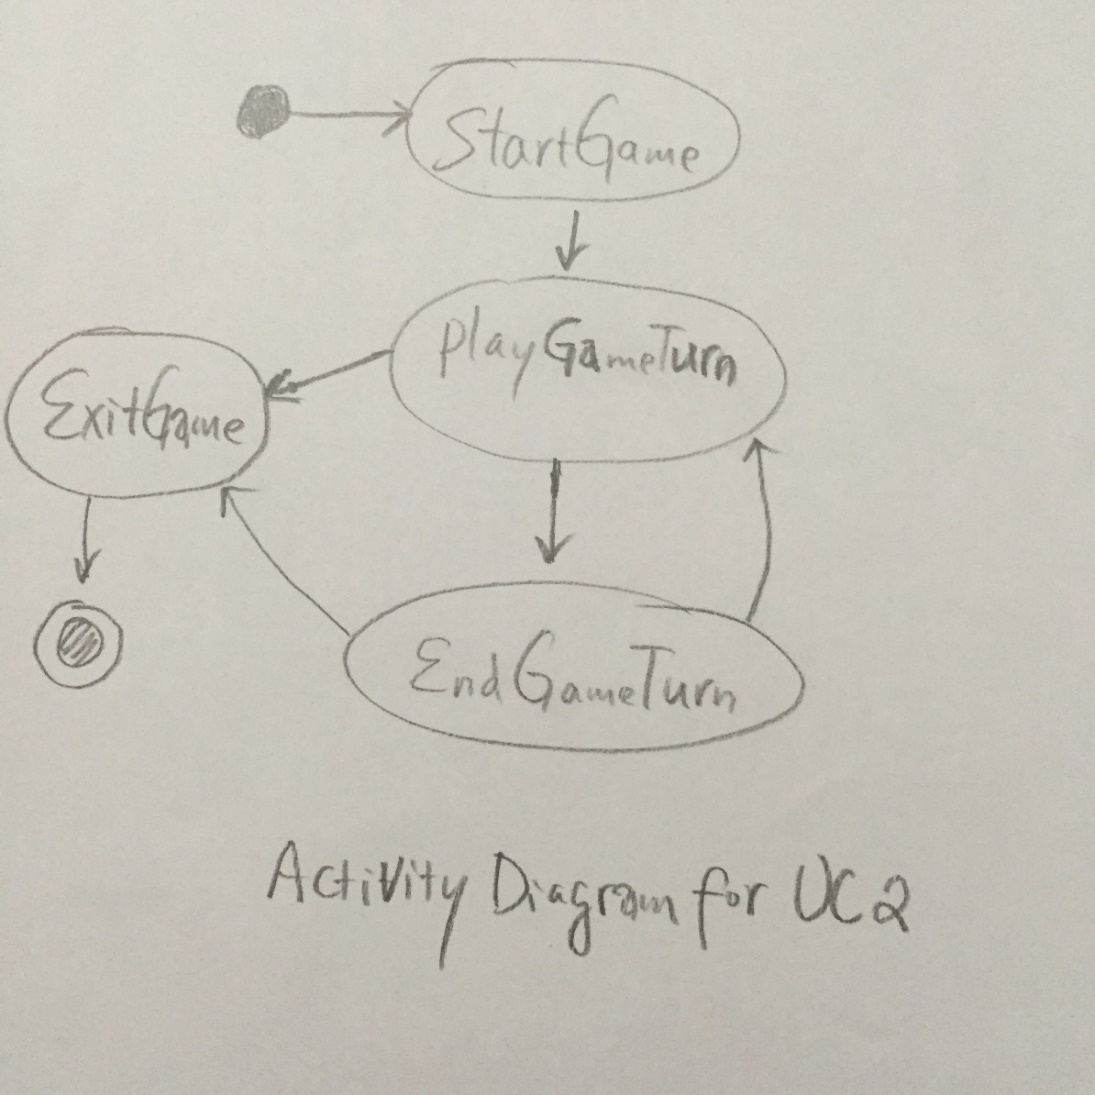 StartGame
PlayGameTurn
ExitGame
EndGameTurn
Activity Diagram for UC2